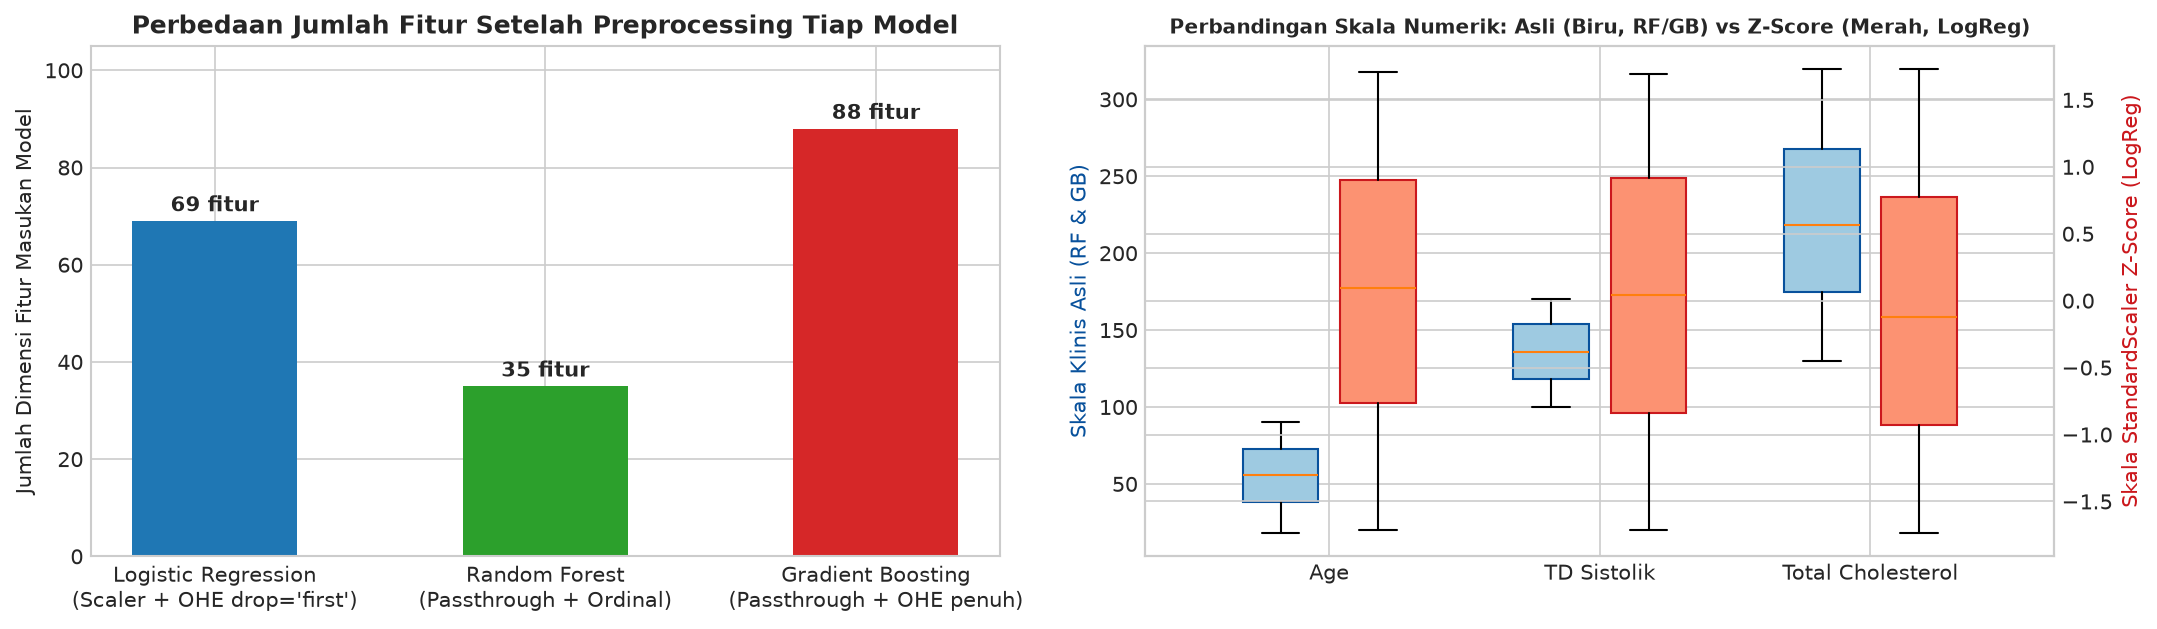 Perbedaan Jumlah Fitur Setelah Preprocessing Tiap Model
Jumlah Dimensi Fitur Masukan Model
100
80
60
40
20
0
69 fitur
35 fitur
88 fitur
Logistic Regression
(Scaler + OHE drop='first')
Random Forest
(Passthrough + Ordinal)
Gradient Boosting
(Passthrough + OHE penuh)
Perbandingan Skala Numerik: Asli (Biru, RF/GB) vs Z-Score (Merah, LogReg)
Skala Klinis Asli (RF & GB)
300
250
200
150
100
50
Age
TD Sistolik
Total Cholesterol
1.5
1.0
0.5
0.0
−0.5
−1.0
−1.5
Skala StandardScaler Z-Score (LogReg)